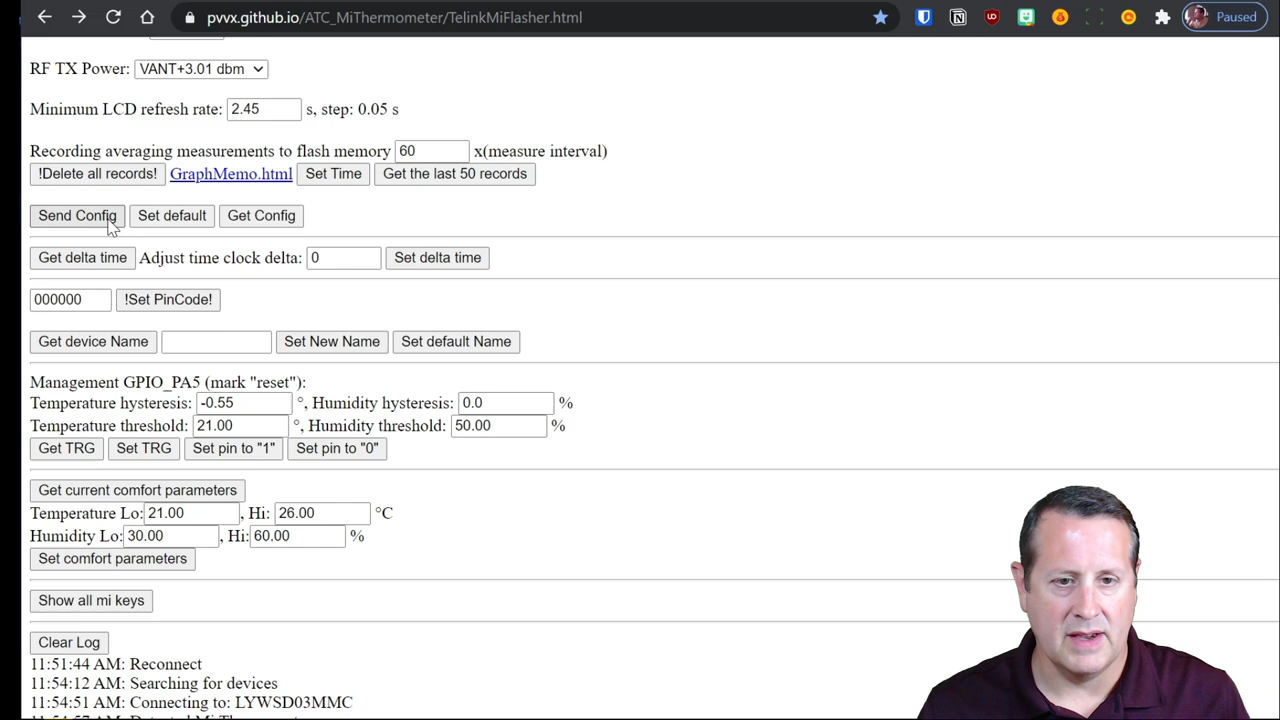 pvvx.github.io/ATC_MiThermometer/TelinkMiFlasher.html Paused
RF TX Power: VANT+3.01 dbm
Minimum LCD refresh rate: 2.45 s, step: 0.05 s
Recording averaging measurements to flash memory 60 x(measure interval)
!Delete all records! GraphMemo.html Set Time Get the last 50 records
Send Config Set default Get Config
Get delta time Adjust time clock delta: 0 Set delta time
000000 !Set PinCode!
Get device Name Set New Name Set default Name
Management GPIO_PA5 (mark "reset"):
Temperature hysteresis: -0.55 °, Humidity hysteresis: 0.0 %
Temperature threshold: 21.00 °, Humidity threshold: 50.00 %
Get TRG Set TRG Set pin to "1" Set pin to "0"
Get current comfort parameters
Temperature Lo: 21.00 , Hi: 26.00 °C
Humidity Lo: 30.00 , Hi: 60.00 %
Set comfort parameters
Show all mi keys
Clear Log
11:51:44 AM: Reconnect
11:54:12 AM: Searching for devices
11:54:51 AM: Connecting to: LYWSD03MMC